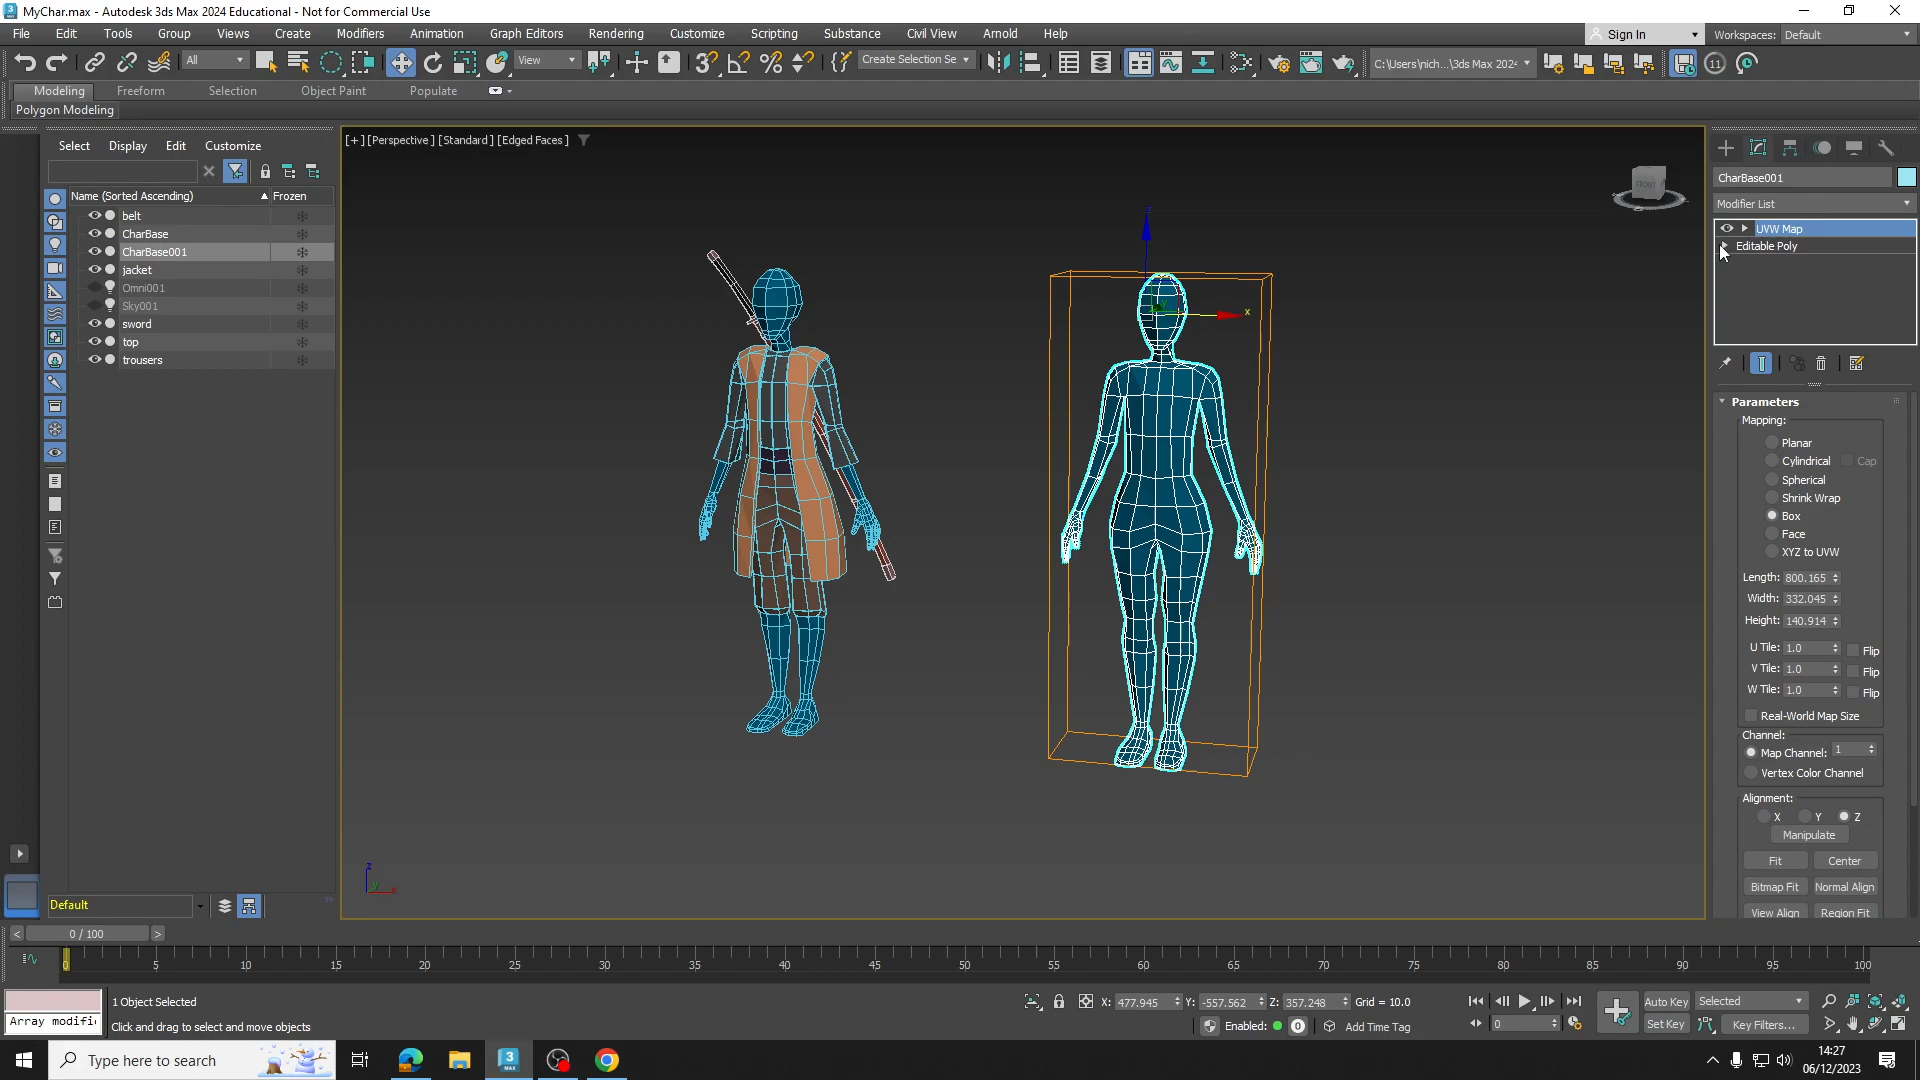 MyChar.max - Autodesk 3ds Max 2024 Educational - Not for Commercial Use
File Edit Tools Group Views Create Modifiers Animation Graph Editors Rendering Customize Scripting Substance Civil View Arnold Help
Sign In Workspaces: Default
All View Create Selection Se C:\Users\nich...\3ds Max 2024 11
Modeling Freeform Selection Object Paint Populate
Polygon Modeling
Select Display Edit Customize
Name (Sorted Ascending) Frozen
belt
CharBase
CharBase001
jacket
Omni001
Sky001
sword
top
trousers
Default
[+] [Perspective] [Standard] [Edged Faces]
FRONT
z
x
y
z
y
x
CharBase001
Modifier List
UVW Map
Editable Poly
Parameters
Mapping:
Planar
Cylindrical Cap
Spherical
Shrink Wrap
Box
Face
XYZ to UVW
Length: 800.165
Width: 332.045
Height: 140.914
U Tile: 1.0 Flip
V Tile: 1.0 Flip
W Tile: 1.0 Flip
Real-World Map Size
Channel:
Map Channel: 1
Vertex Color Channel
Alignment:
X Y Z
Manipulate
Fit Center
Bitmap Fit Normal Align
View Align Region Fit
< 0 / 100 >
0 5 10 15 20 25 30 35 40 45 50 55 60 65 70 75 80 85 90 95 100
1 Object Selected
X: 477.945 Y: -557.562 Z: 357.248 Grid = 10.0
Auto Key Selected
Array modifi
Click and drag to select and move objects
Enabled: 0 Add Time Tag
0
Set Key Key Filters...
Type here to search
3
MAX
14:27
06/12/2023